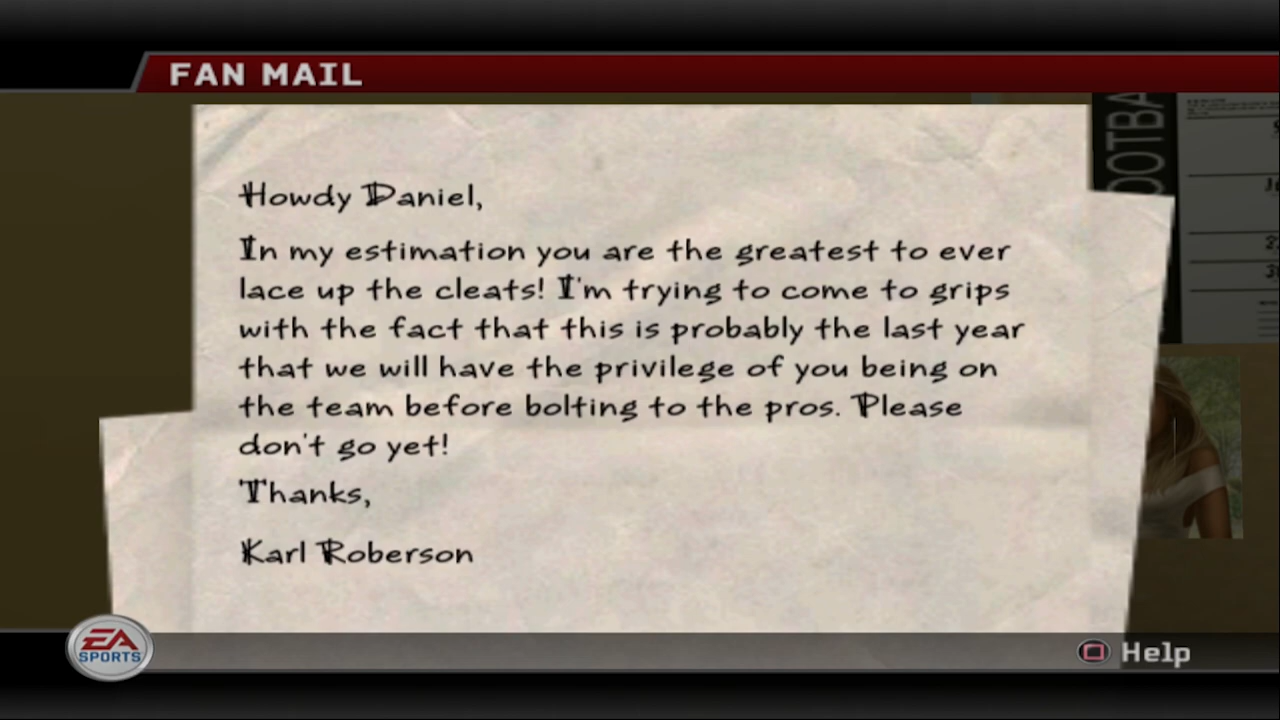 FAN MAIL
OOTBA
Howdy Daniel,
In my estimation you are the greatest to ever
lace up the cleats! I'm trying to come to grips
with the fact that this is probably the last year
that we will have the privilege of you being on
the team before bolting to the pros. Please
don't go yet!
Thanks,
Karl Roberson
EA
SPORTS
Help